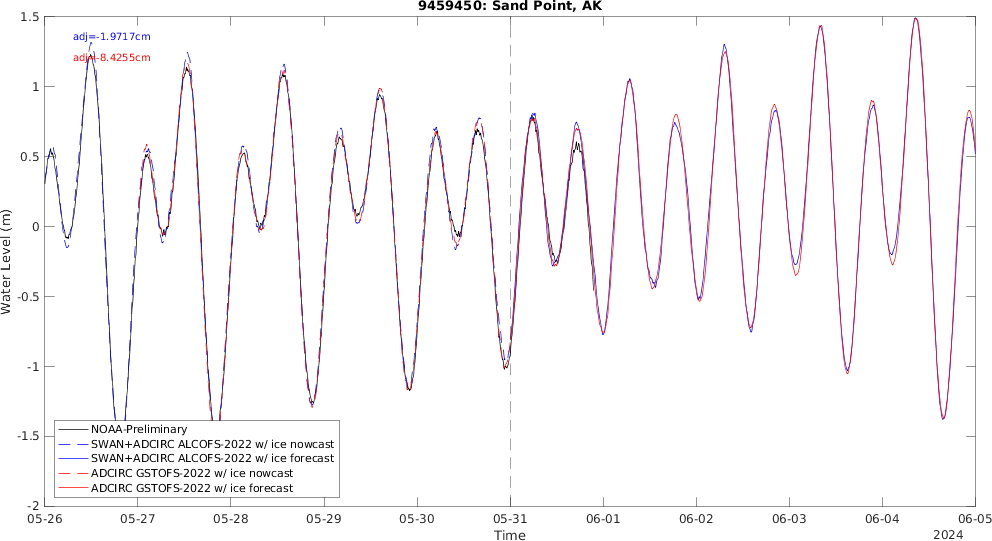 9459450: Sand Point, AK
adj=-1.9717cm
adj=-8.4255cm
Water Level (m)
1.5
1
0.5
0
-0.5
-1
-1.5
-2
NOAA-Preliminary
SWAN+ADCIRC ALCOFS-2022 w/ ice nowcast
SWAN+ADCIRC ALCOFS-2022 w/ ice forecast
ADCIRC GSTOFS-2022 w/ ice nowcast
ADCIRC GSTOFS-2022 w/ ice forecast
05-26 05-27 05-28 05-29 05-30 05-31 06-01 06-02 06-03 06-04 06-05
Time
2024